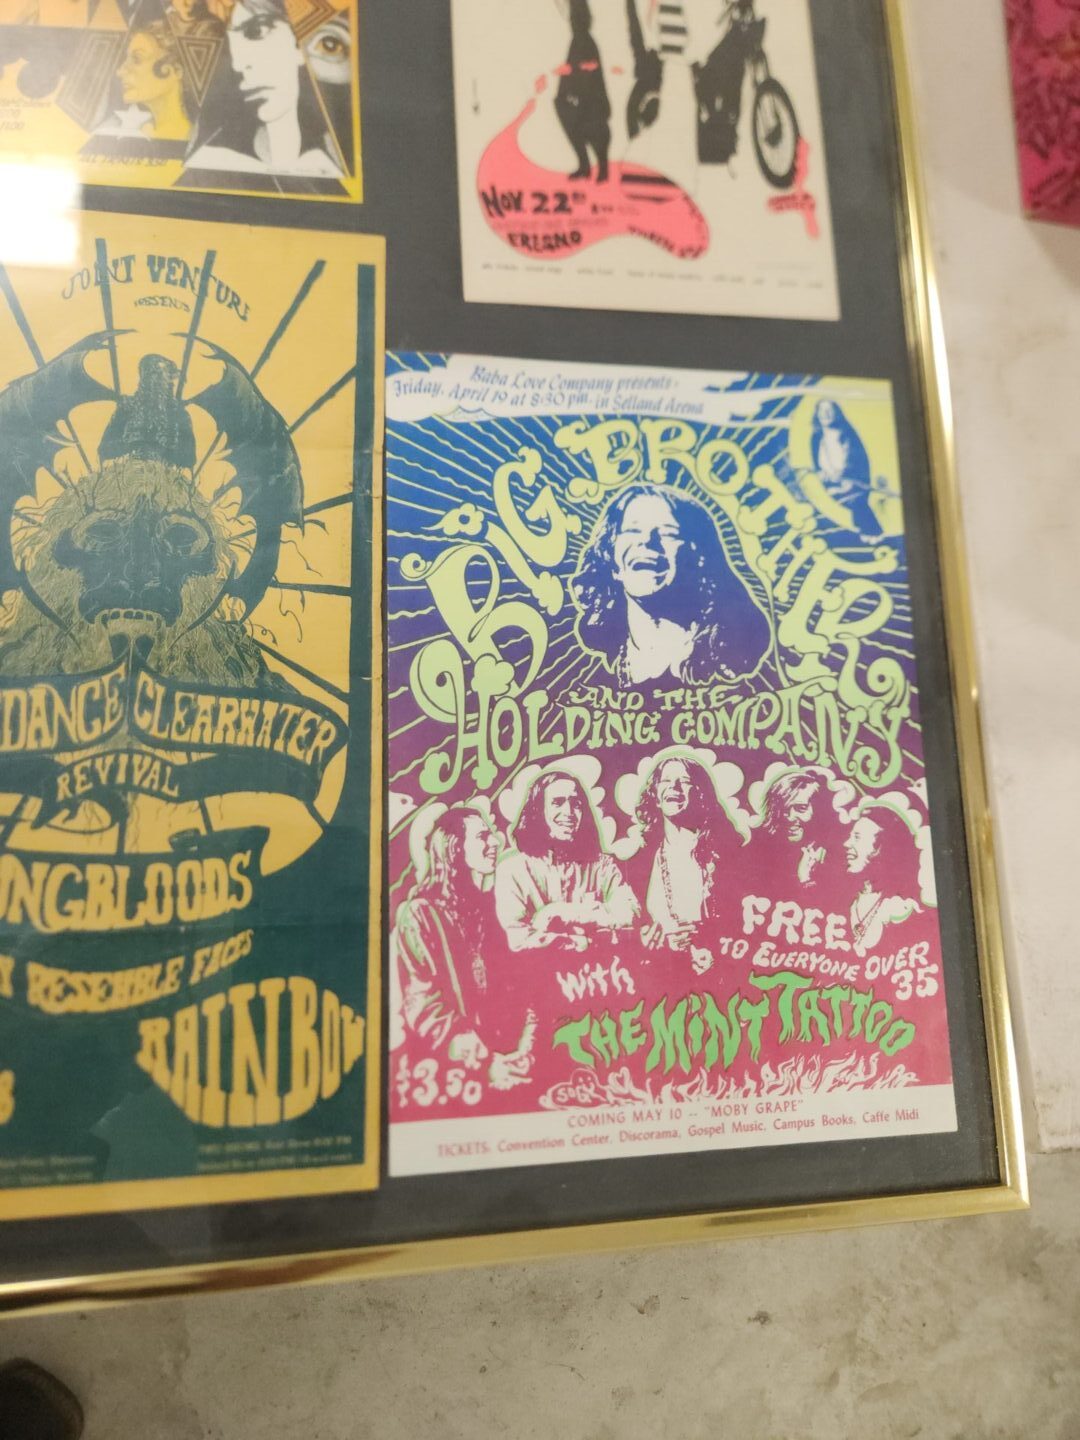 NOV. 22nd
FRESNO
JOINT VENTURE
PRESENTS
DANCE CLEARWATER
REVIVAL
NGBLOODS
Y RESEMBLE FACES
RAINBOW
Baba Love Company presents.
Friday, April 19 at 8:30 pm. in Selland Arena
BIG BROTHER
AND THE
HOLDING COMPANY
FREE
TO EVERYONE OVER
35
with
THE MINT TATTOO
$3.50
COMING MAY 10 -- "MOBY GRAPE"
TICKETS: Convention Center, Discorama, Gospel Music, Campus Books, Caffe Midi